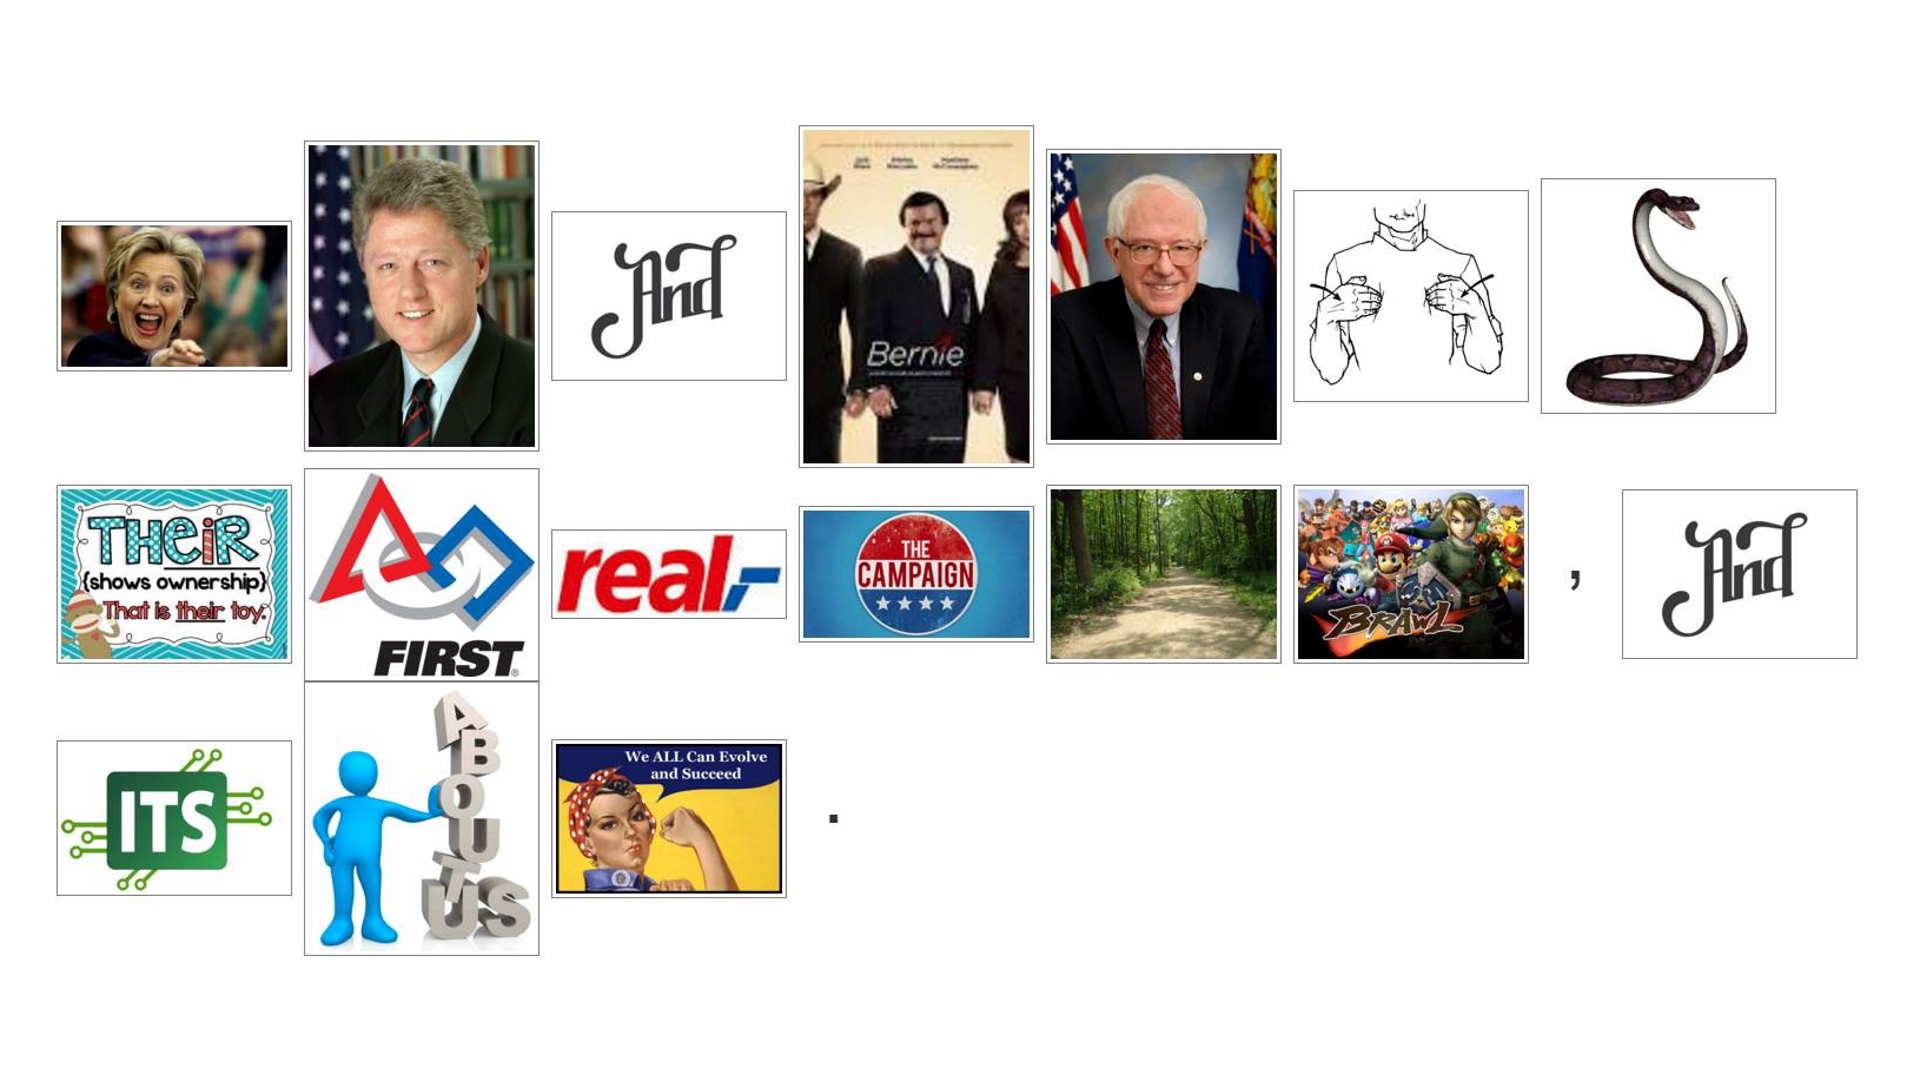 And
Bernie
THEIR
{shows ownership}
That is their toy.
FIRST®
real,-
THE
CAMPAIGN
BRAWL
,
And
ITS
ABOUT
US
We ALL Can Evolve
and Succeed
.